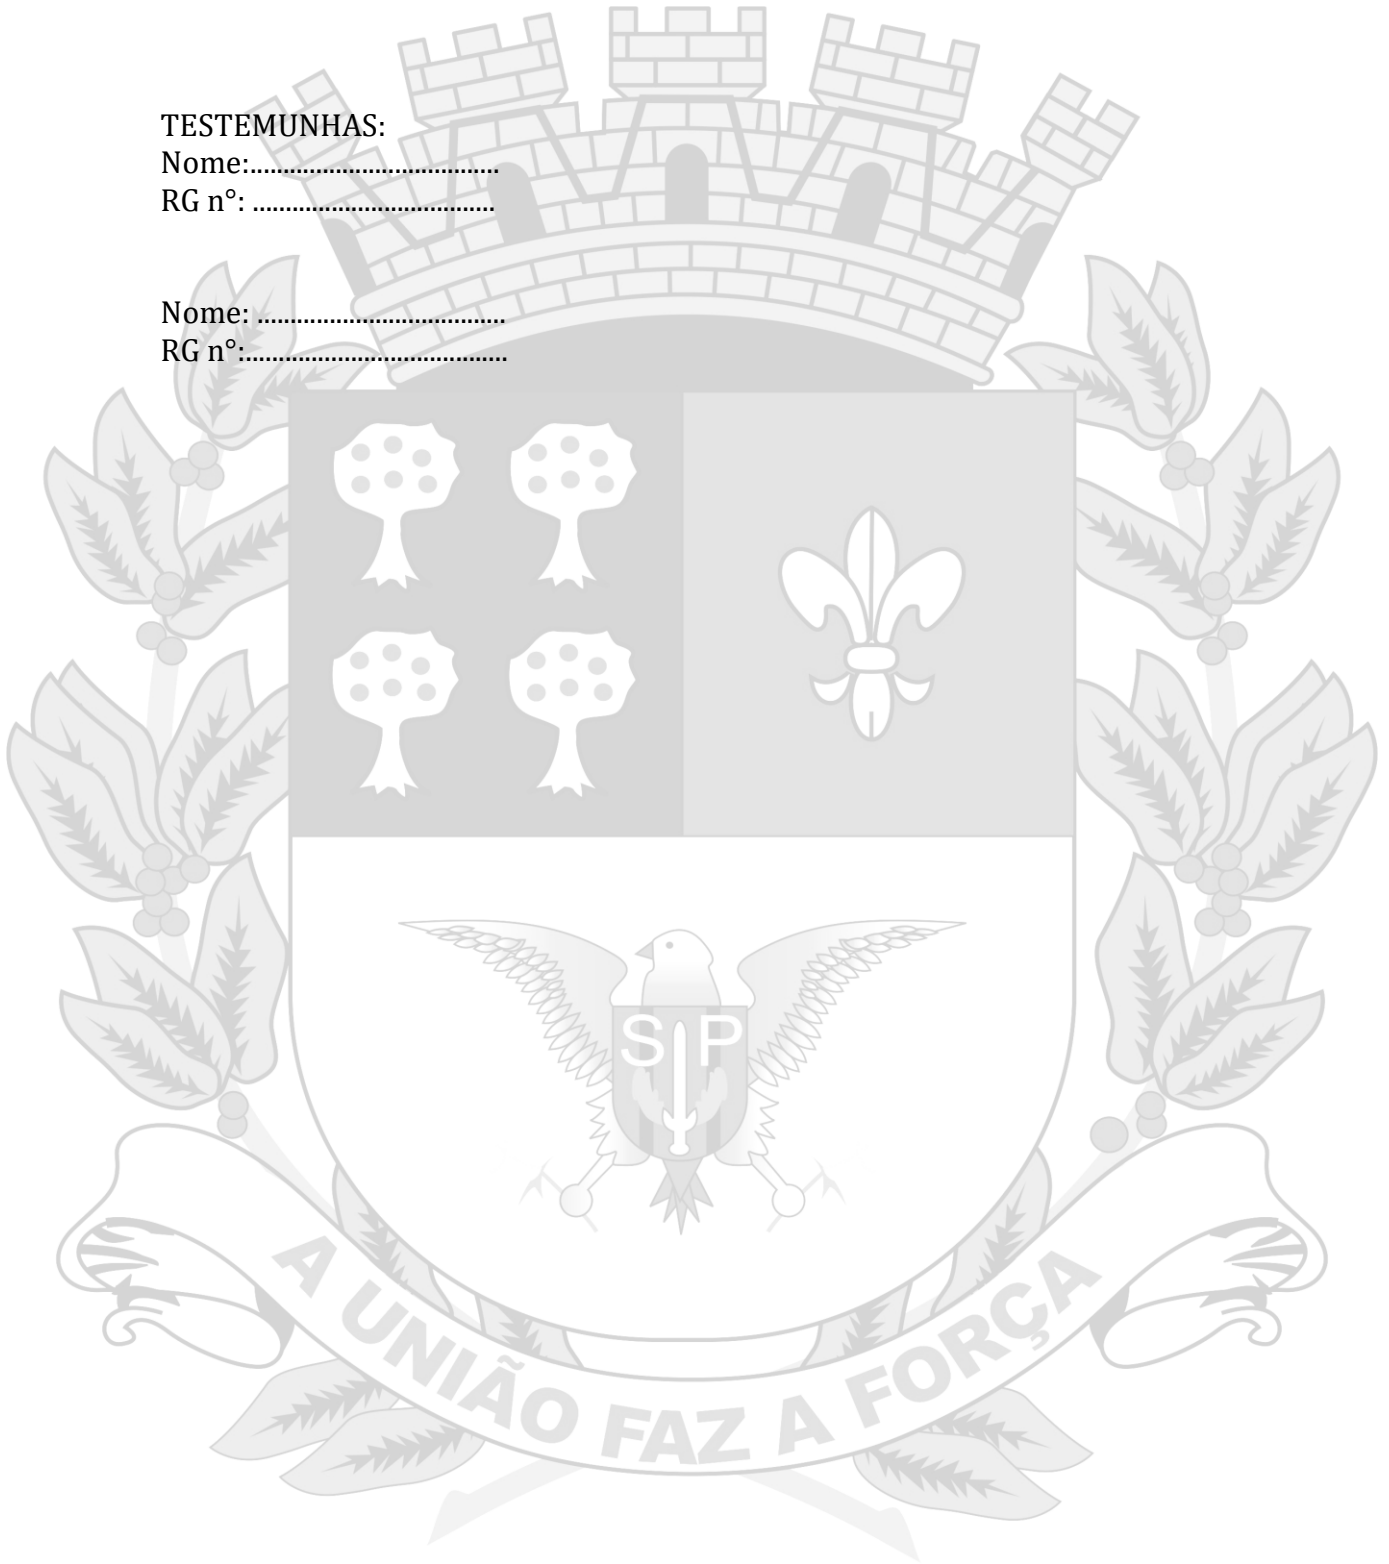 TESTEMUNHAS:
Nome:......................................
RG n°: .....................................
Nome: ......................................
RG n°:........................................
S P
A UNIÃO FAZ A FORÇA